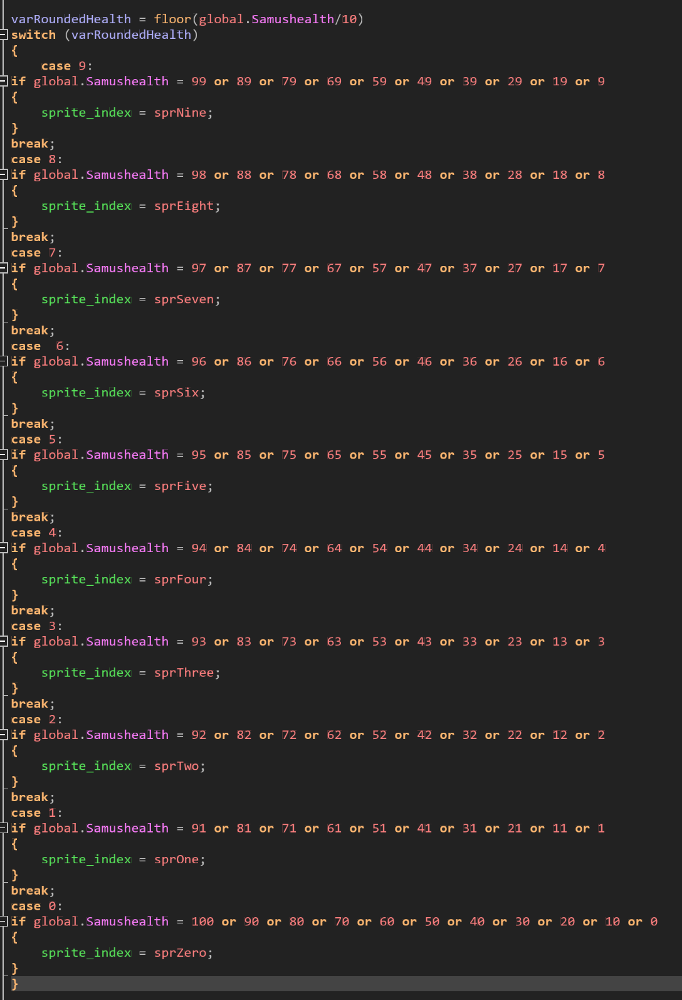 varRoundedHealth = floor(global.Samushealth/10)
switch (varRoundedHealth)
{
    case 9:
if global.Samushealth = 99 or 89 or 79 or 69 or 59 or 49 or 39 or 29 or 19 or 9
{
    sprite_index = sprNine;
}
break;
case 8:
if global.Samushealth = 98 or 88 or 78 or 68 or 58 or 48 or 38 or 28 or 18 or 8
{
    sprite_index = sprEight;
}
break;
case 7:
if global.Samushealth = 97 or 87 or 77 or 67 or 57 or 47 or 37 or 27 or 17 or 7
{
    sprite_index = sprSeven;
}
break;
case  6:
if global.Samushealth = 96 or 86 or 76 or 66 or 56 or 46 or 36 or 26 or 16 or 6
{
    sprite_index = sprSix;
}
break;
case 5:
if global.Samushealth = 95 or 85 or 75 or 65 or 55 or 45 or 35 or 25 or 15 or 5
{
    sprite_index = sprFive;
}
break;
case 4:
if global.Samushealth = 94 or 84 or 74 or 64 or 54 or 44 or 34 or 24 or 14 or 4
{
    sprite_index = sprFour;
}
break;
case 3:
if global.Samushealth = 93 or 83 or 73 or 63 or 53 or 43 or 33 or 23 or 13 or 3
{
    sprite_index = sprThree;
}
break;
case 2:
if global.Samushealth = 92 or 82 or 72 or 62 or 52 or 42 or 32 or 22 or 12 or 2
{
    sprite_index = sprTwo;
}
break;
case 1:
if global.Samushealth = 91 or 81 or 71 or 61 or 51 or 41 or 31 or 21 or 11 or 1
{
    sprite_index = sprOne;
}
break;
case 0:
if global.Samushealth = 100 or 90 or 80 or 70 or 60 or 50 or 40 or 30 or 20 or 10 or 0
{
    sprite_index = sprZero;
}
}